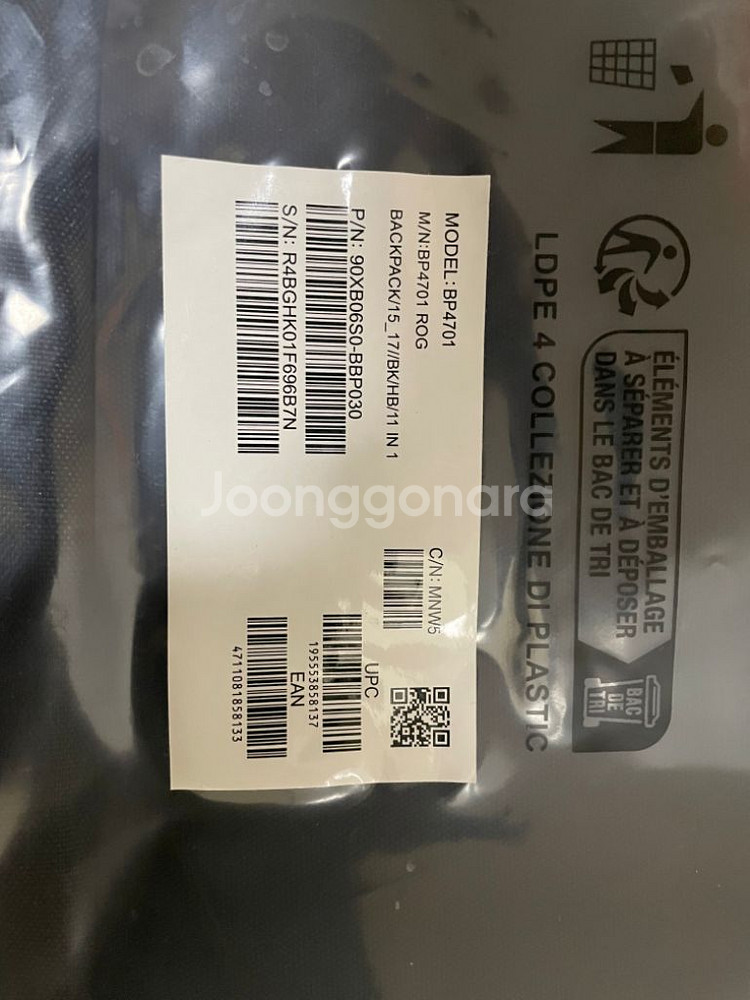 MODEL: BP4701
M/N:BP4701 ROG
BACKPACK/15_17//BK/HB/11 IN 1
P/N: 90XB06S0-BBP030
S/N: R4BGHK01F696B7N
C/N: MNW5
UPC
195553858137
EAN
4711081858133
LDPE 4 COLLEZIONE DI PLASTIC
ÉLÉMENTS D'EMBALLAGE
À SÉPARER ET À DÉPOSER
DANS LE BAC DE TRI
BAC
DE
TRI
Joonggonara